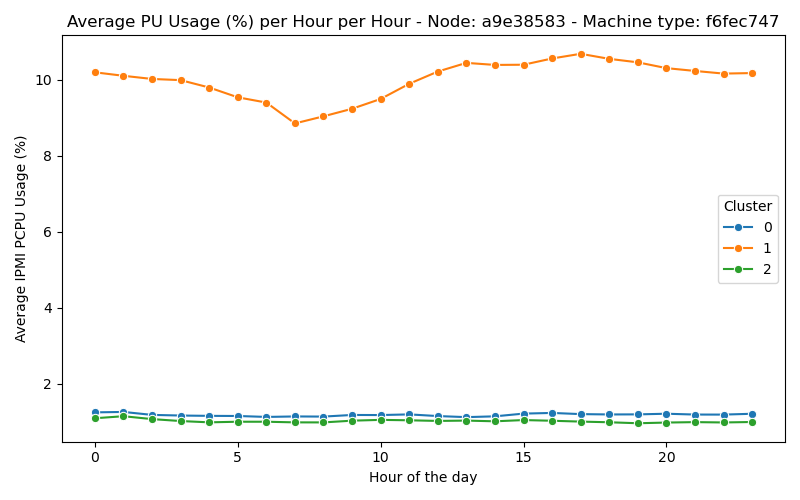 Average PU Usage (%) per Hour per Hour - Node: a9e38583 - Machine type: f6fec747
Average IPMI PCPU Usage (%)
10
8
6
4
2
Cluster
0
1
2
0 5 10 15 20
Hour of the day